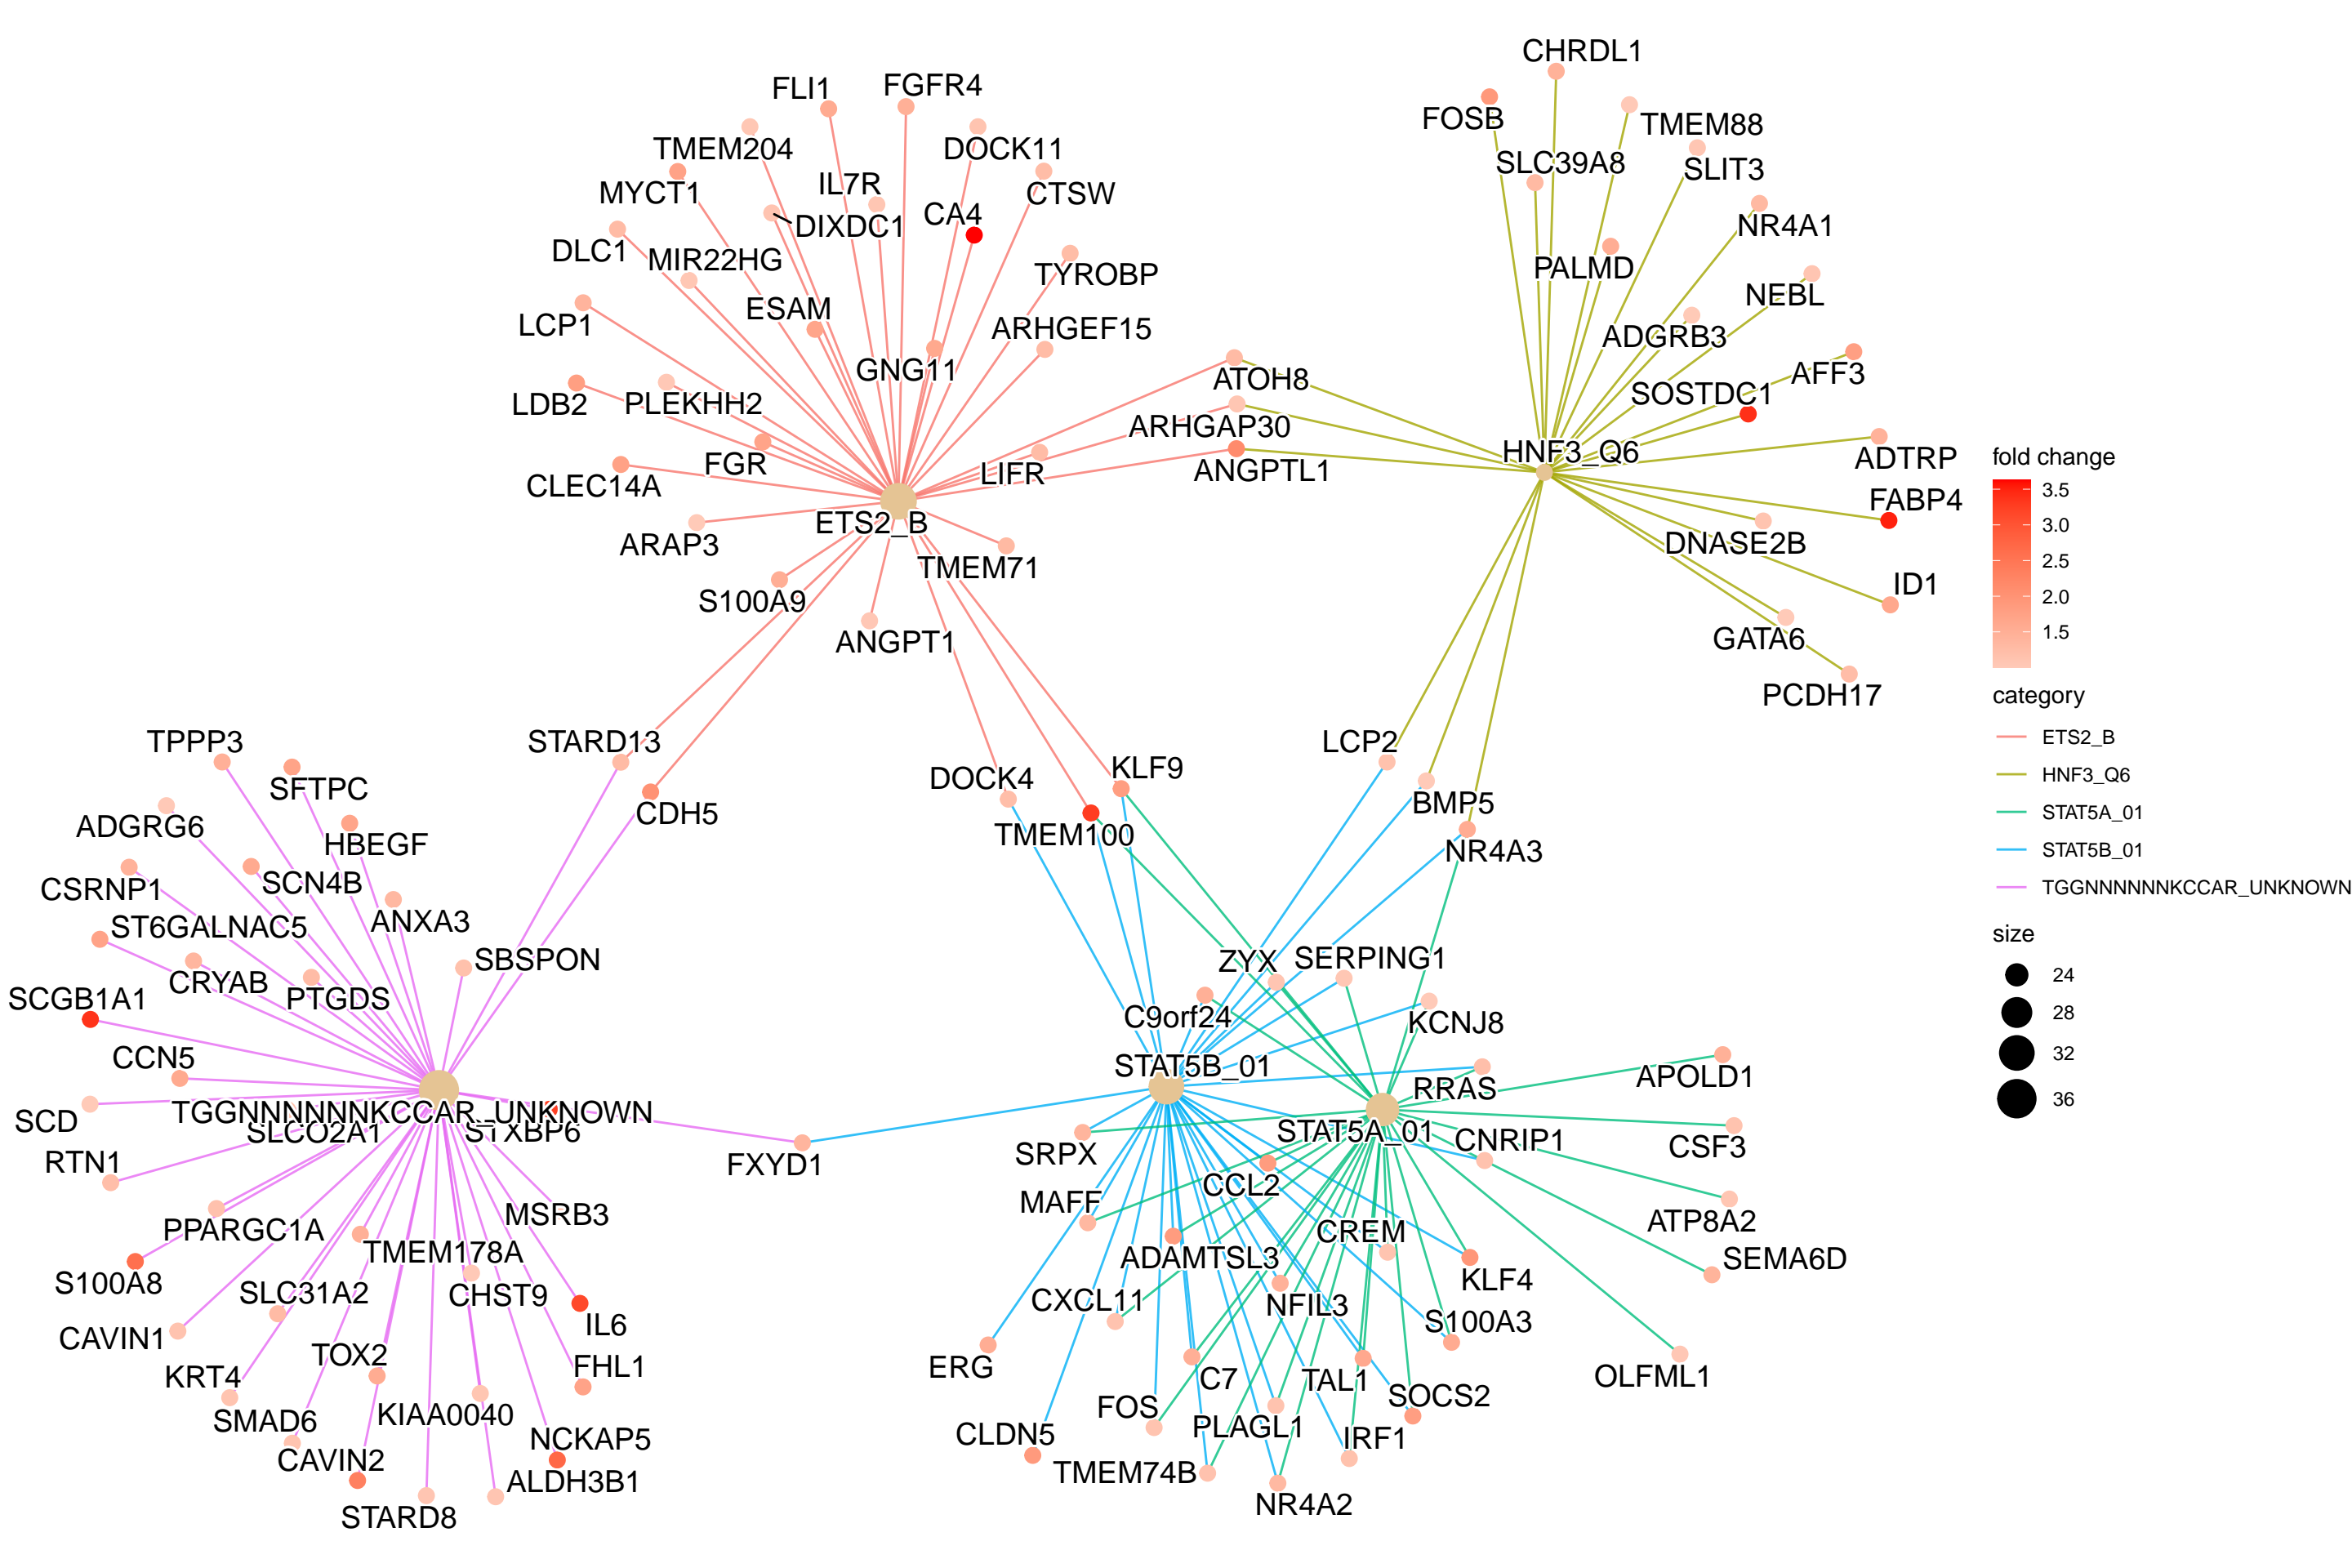 CHRDL1
FLI1
FGFR4
FOSB
TMEM88
TMEM204
DOCK11
SLC39A8
SLIT3
MYCT1
IL7R
CTSW
DIXDC1
CA4
NR4A1
DLC1
MIR22HG
TYROBP
PALMD
NEBL
LCP1
ESAM
ARHGEF15
ADGRB3
GNG11
ATOH8
AFF3
LDB2
PLEKHH2
SOSTDC1
ARHGAP30
HNF3_Q6
CLEC14A
FGR
LIFR
ANGPTL1
ADTRP
FABP4
ETS2_B
ARAP3
DNASE2B
TMEM71
ID1
S100A9
ANGPT1
GATA6
PCDH17
fold change
3.5
3.0
2.5
2.0
1.5
category
ETS2_B
HNF3_Q6
STAT5A_01
STAT5B_01
TGGNNNNNNKCCAR_UNKNOWN
size
24
28
32
36
TPPP3
STARD13
LCP2
SFTPC
DOCK4
KLF9
BMP5
ADGRG6
CDH5
TMEM100
HBEGF
NR4A3
CSRNP1
SCN4B
ST6GALNAC5
ANXA3
SBSPON
ZYX
SERPING1
CRYAB
PTGDS
SCGB1A1
C9orf24
KCNJ8
CCN5
STAT5B_01
RRAS
APOLD1
SCD
TGGNNNNNNKCCAR_UNKNOWN
SLCO2A1
STXBP6
STAT5A_01
CNRIP1
CSF3
RTN1
FXYD1
SRPX
CCL2
MAFF
PPARGC1A
MSRB3
CREM
ATP8A2
TMEM178A
ADAMTSL3
SEMA6D
S100A8
SLC31A2
CHST9
KLF4
CXCL11
NFIL3
CAVIN1
IL6
S100A3
TOX2
FHL1
ERG
KRT4
C7
TAL1
OLFML1
SOCS2
SMAD6
KIAA0040
FOS
PLAGL1
CLDN5
NCKAP5
IRF1
CAVIN2
TMEM74B
ALDH3B1
NR4A2
STARD8